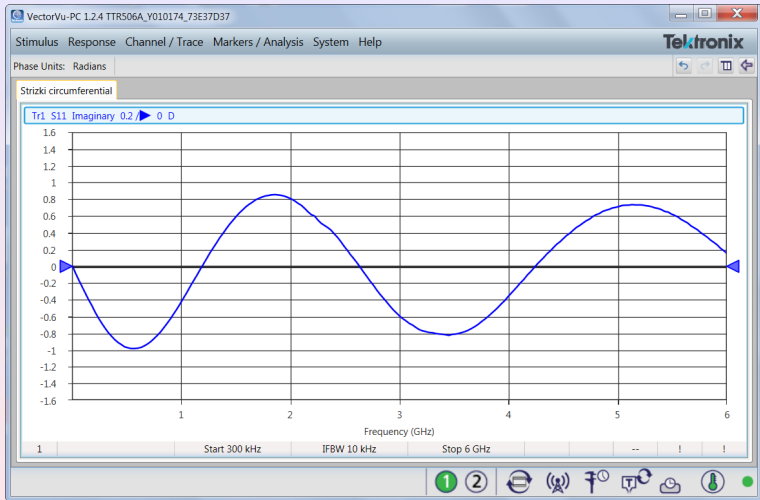 VectorVu-PC 1.2.4 TTR506A_Y010174_73E37D37
Stimulus Response Channel / Trace Markers / Analysis System Help
Tektronix
Phase Units: Radians
Strizki circumferential
Tr1 S11 Imaginary 0.2 / 0 D
1.6
1.4
1.2
1
0.8
0.6
0.4
0.2
0
-0.2
-0.4
-0.6
-0.8
-1
-1.2
-1.4
-1.6
1 2 3 4 5 6
Frequency (GHz)
1 Start 300 kHz IFBW 10 kHz Stop 6 GHz -- ! !
1 2 T